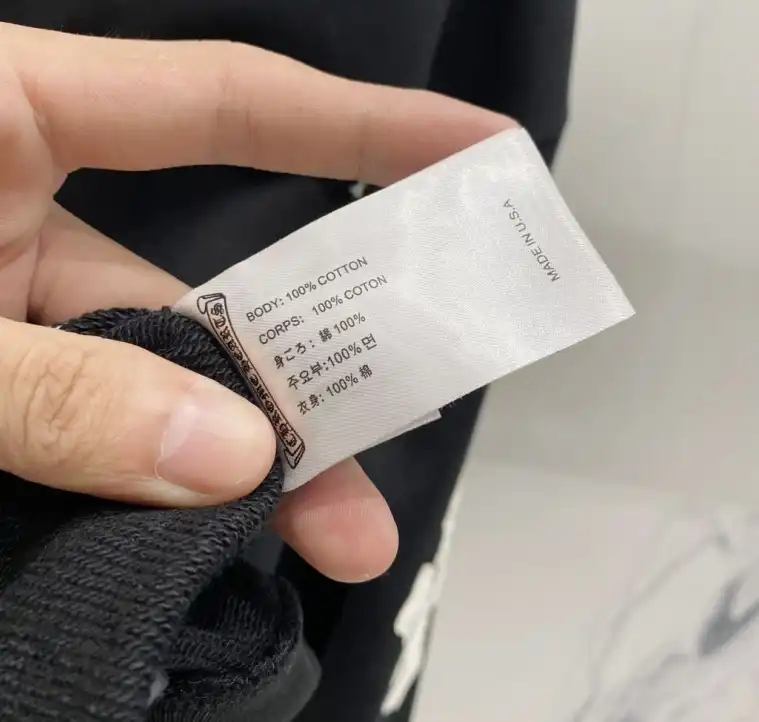 BODY: 100% COTTON
CORPS: 100% COTON
身ころ: 綿 100%
주요부:100% 면
衣身: 100% 棉
MADE IN U.S.A